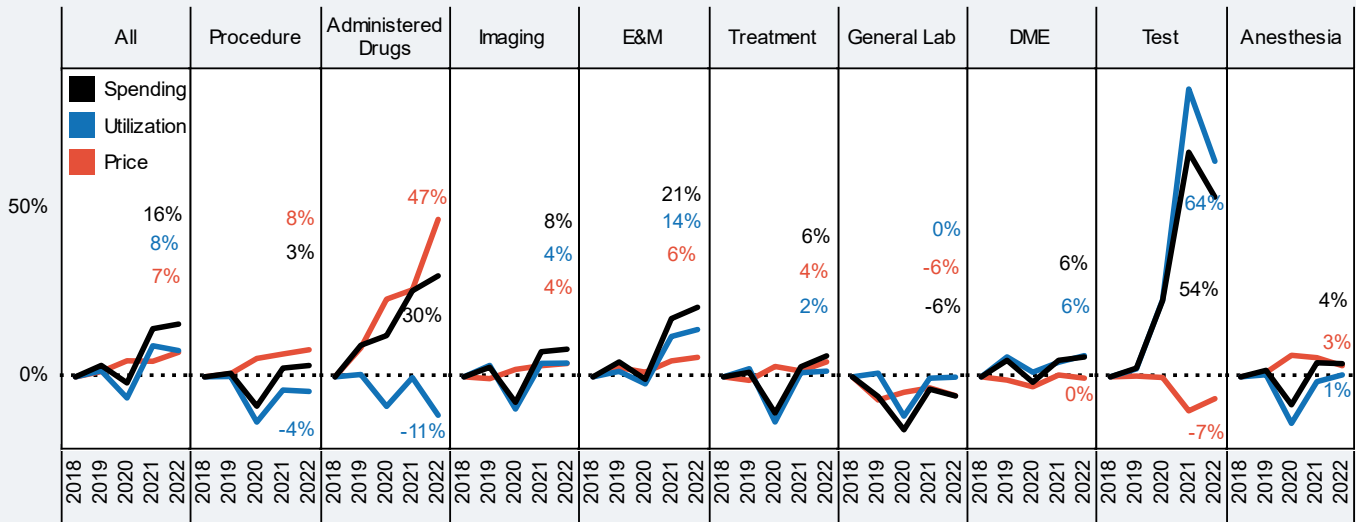 All
Procedure
Administered
Drugs
Imaging
E&M
Treatment
General Lab
DME
Test
Anesthesia
Spending
Utilization
Price
50%
0%
16%
8%
7%
8%
3%
-4%
47%
30%
-11%
8%
4%
4%
21%
14%
6%
6%
4%
2%
0%
-6%
-6%
6%
6%
0%
64%
54%
-7%
4%
3%
1%
2018 2019 2020 2021 2022
2018 2019 2020 2021 2022
2018 2019 2020 2021 2022
2018 2019 2020 2021 2022
2018 2019 2020 2021 2022
2018 2019 2020 2021 2022
2018 2019 2020 2021 2022
2018 2019 2020 2021 2022
2018 2019 2020 2021 2022
2018 2019 2020 2021 2022